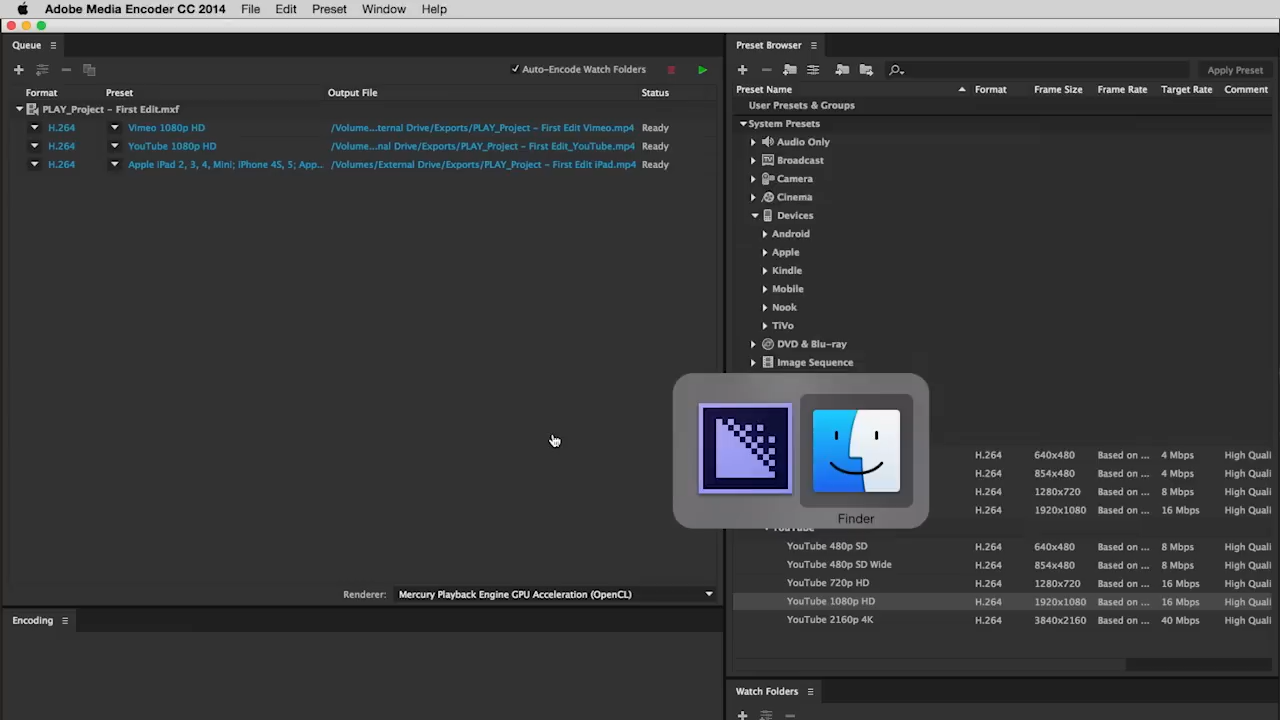 Adobe Media Encoder CC 2014 File Edit Preset Window Help
Queue
Auto-Encode Watch Folders
Format Preset Output File Status
PLAY_Project – First Edit.mxf
H.264 Vimeo 1080p HD /Volume...ternal Drive/Exports/PLAY_Project – First Edit Vimeo.mp4 Ready
H.264 YouTube 1080p HD /Volume...nal Drive/Exports/PLAY_Project – First Edit_YouTube.mp4 Ready
H.264 Apple iPad 2, 3, 4, Mini; iPhone 4S, 5; App... /Volumes/External Drive/Exports/PLAY_Project – First Edit iPad.mp4 Ready
Renderer: Mercury Playback Engine GPU Acceleration (OpenCL)
Encoding
Preset Browser
Apply Preset
Preset Name Format Frame Size Frame Rate Target Rate Comment
User Presets & Groups
System Presets
Audio Only
Broadcast
Camera
Cinema
Devices
Android
Apple
Kindle
Mobile
Nook
TiVo
DVD & Blu-ray
Image Sequence
Finder
H.264 640x480 Based on ... 4 Mbps High Quali
H.264 854x480 Based on ... 4 Mbps High Quali
H.264 1280x720 Based on ... 8 Mbps High Quali
H.264 1920x1080 Based on ... 16 Mbps High Quali
YouTube
YouTube 480p SD H.264 640x480 Based on ... 8 Mbps High Quali
YouTube 480p SD Wide H.264 854x480 Based on ... 8 Mbps High Quali
YouTube 720p HD H.264 1280x720 Based on ... 16 Mbps High Quali
YouTube 1080p HD H.264 1920x1080 Based on ... 16 Mbps High Quali
YouTube 2160p 4K H.264 3840x2160 Based on ... 40 Mbps High Quali
Watch Folders